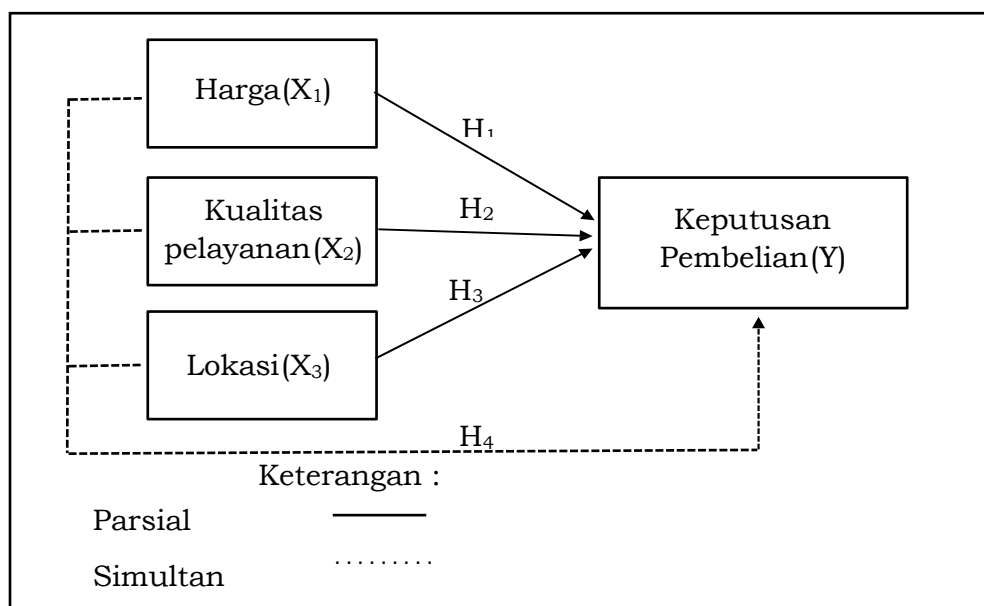 Harga(X₁)
H₁
Kualitas
pelayanan(X₂)
H₂
Keputusan
Pembelian(Y)
H₃
Lokasi(X₃)
H₄
Keterangan :
Parsial
Simultan